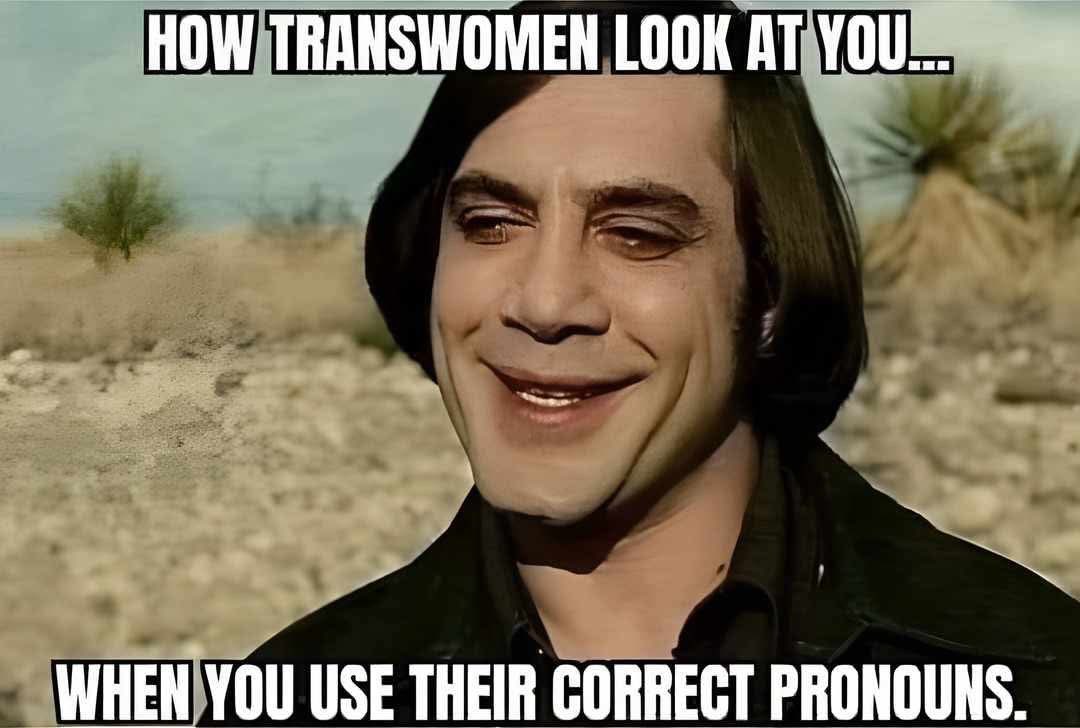 HOW TRANSWOMEN LOOK AT YOU...
WHEN YOU USE THEIR CORRECT PRONOUNS.